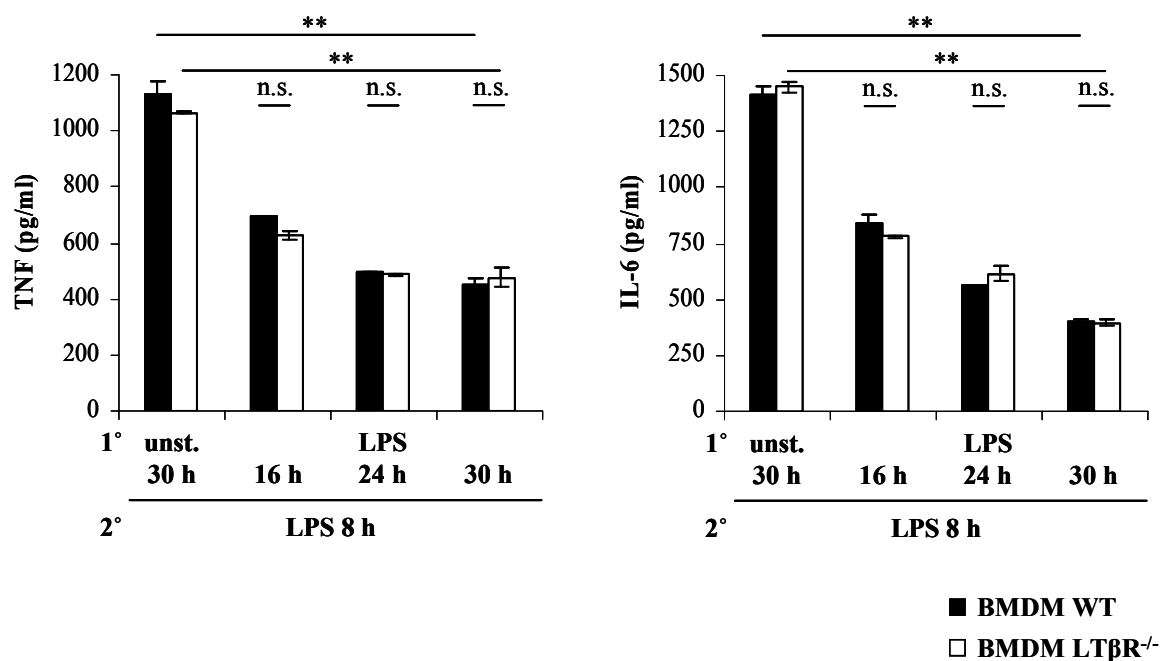 **
**
n.s. n.s. n.s.
1200
1000
800
600
400
200
0
TNF (pg/ml)
1° unst. LPS
30 h 16 h 24 h 30 h
2° LPS 8 h
**
**
n.s. n.s. n.s.
1500
1250
1000
750
500
250
0
IL-6 (pg/ml)
1° unst. LPS
30 h 16 h 24 h 30 h
2° LPS 8 h
BMDM WT
BMDM LTβR-/-